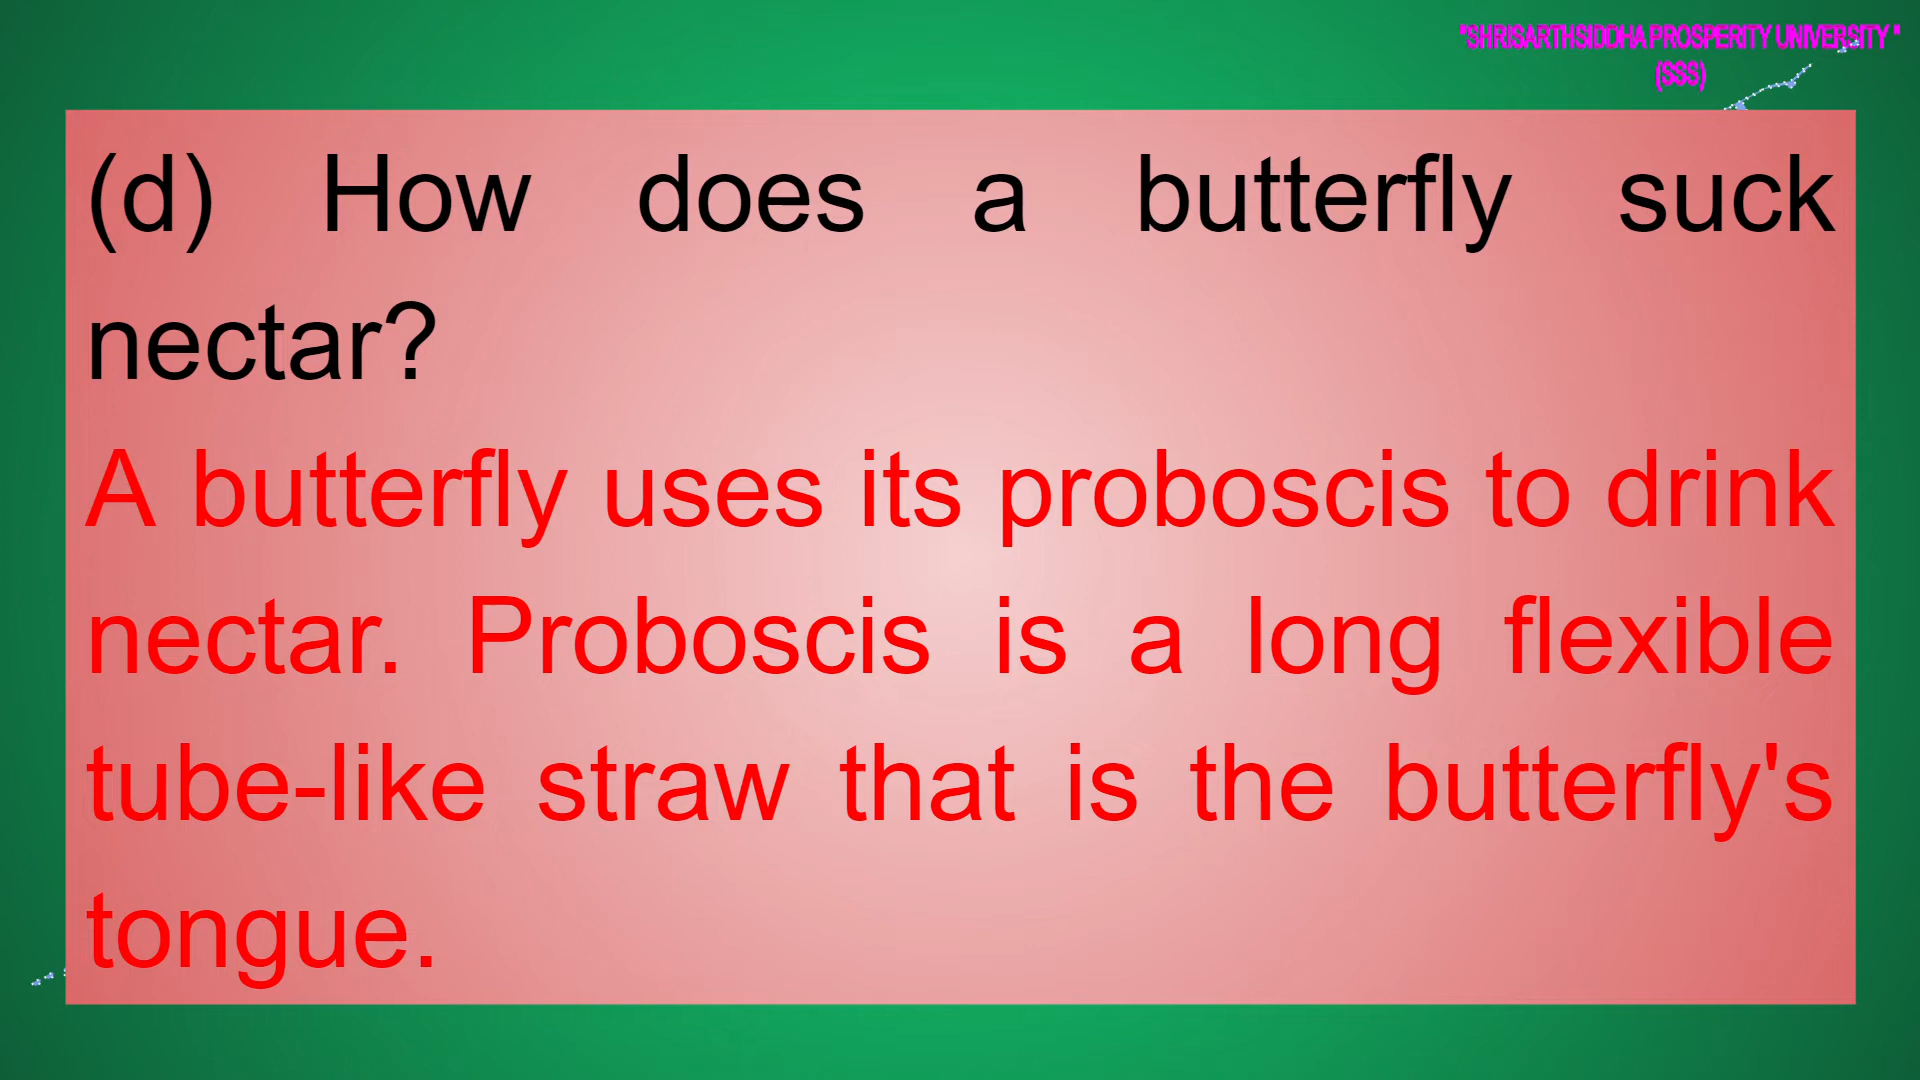 "SHRISARTHSIDDHA PROSPERITY UNIVERSITY "
(SSS)
(d) How does a butterfly suck
nectar?
A butterfly uses its proboscis to drink
nectar. Proboscis is a long flexible
tube-like straw that is the butterfly's
tongue.